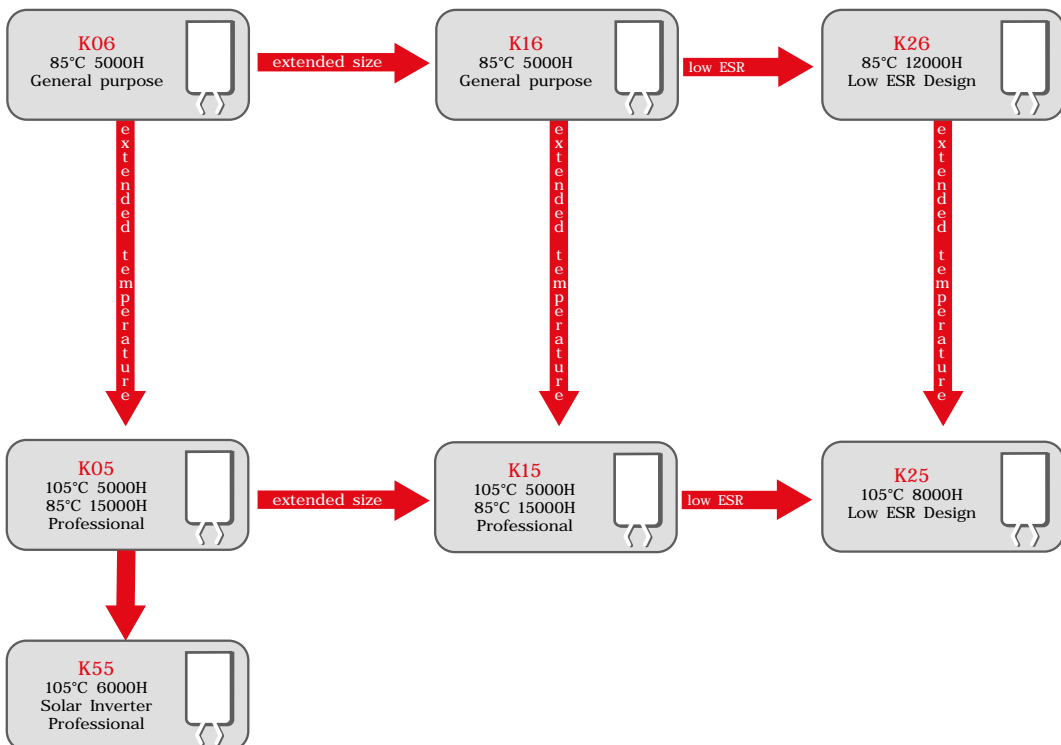 K06
85°C 5000H
General purpose
extended size
K16
85°C 5000H
General purpose
low ESR
K26
85°C 12000H
Low ESR Design
extended temperature
extended temperature
extended temperature
K05
105°C 5000H
85°C 15000H
Professional
extended size
K15
105°C 5000H
85°C 15000H
Professional
low ESR
K25
105°C 8000H
Low ESR Design
K55
105°C 6000H
Solar Inverter
Professional